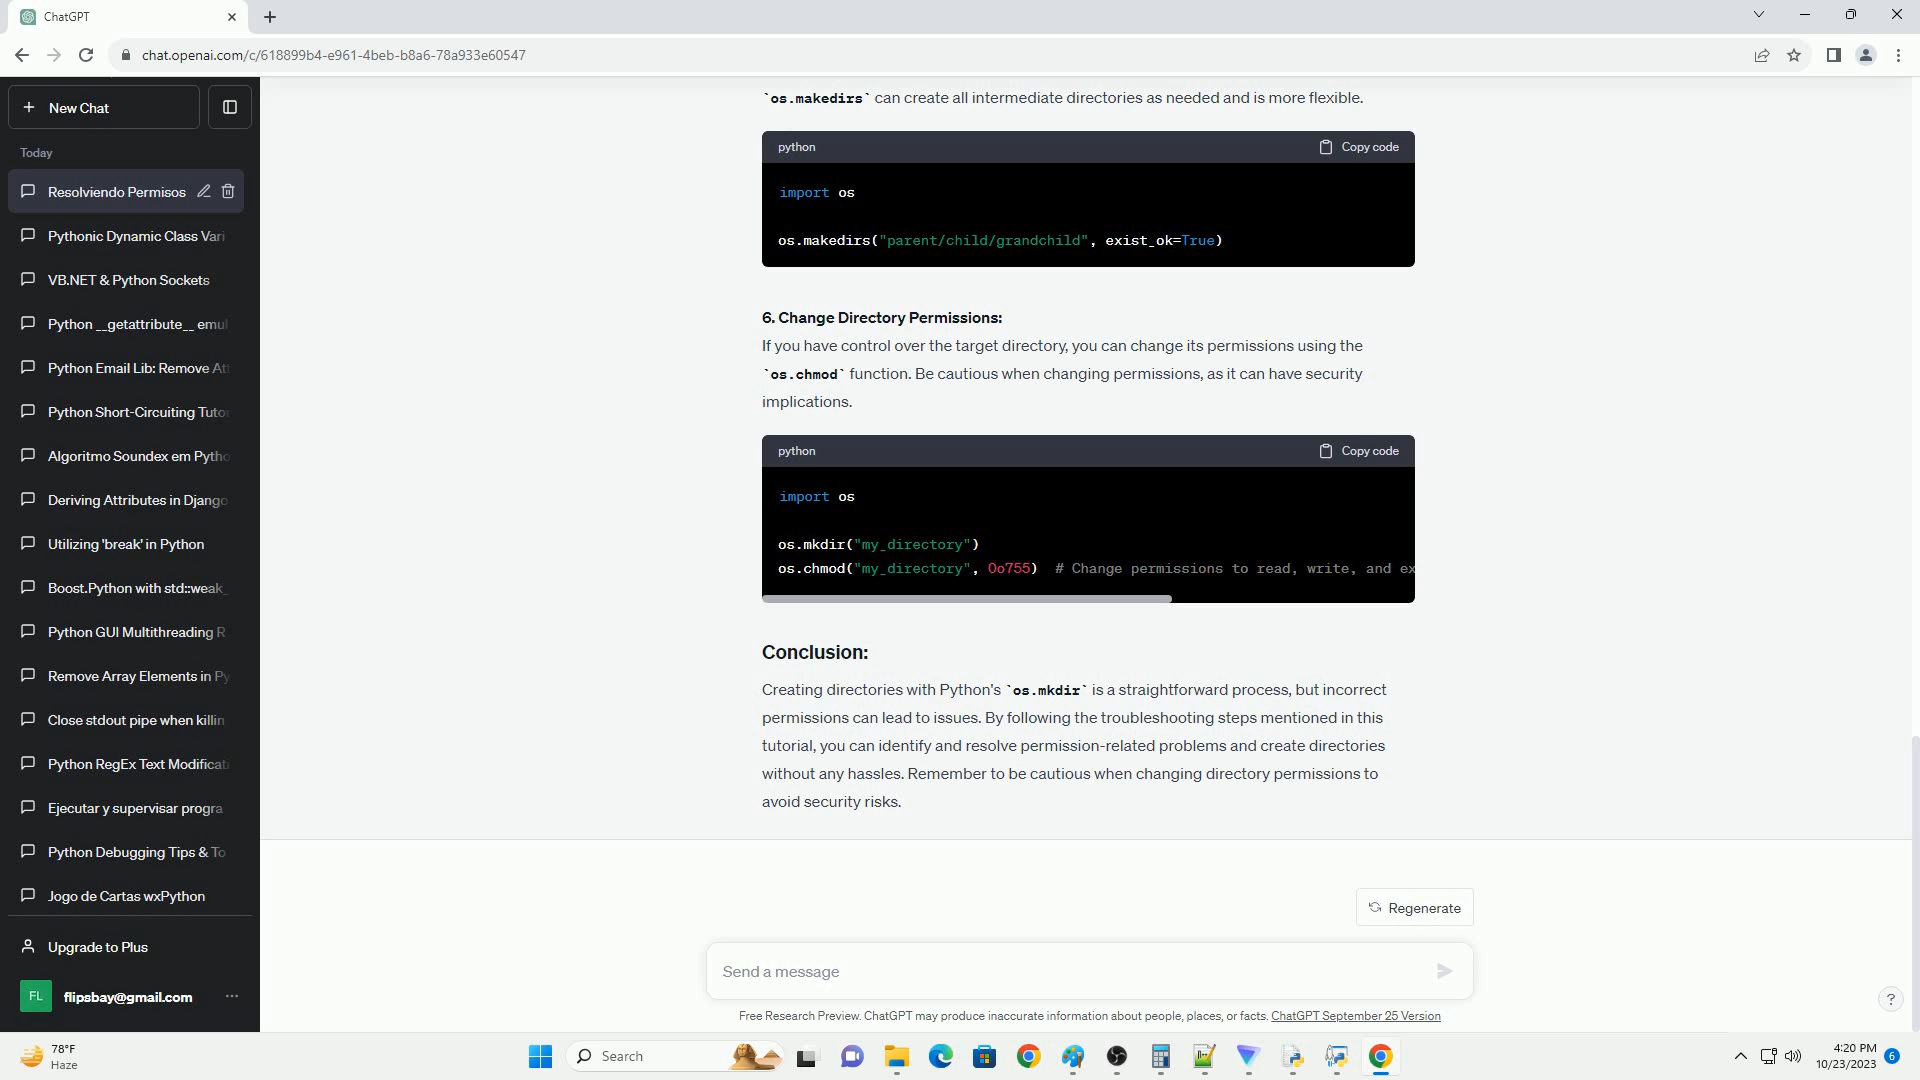 ChatGPT
chat.openai.com/c/618899b4-e961-4beb-b8a6-78a933e60547
New Chat
Today
Resolviendo Permisos
Pythonic Dynamic Class Vari
VB.NET & Python Sockets
Python __getattribute__ emul
Python Email Lib: Remove Att
Python Short-Circuiting Tutor
Algoritmo Soundex em Pytho
Deriving Attributes in Django
Utilizing 'break' in Python
Boost.Python with std::weak_
Python GUI Multithreading R
Remove Array Elements in Py
Close stdout pipe when killin
Python RegEx Text Modificati
Ejecutar y supervisar progra
Python Debugging Tips & To
Jogo de Cartas wxPython
Upgrade to Plus
FL flipsbay@gmail.com
`os.makedirs` can create all intermediate directories as needed and is more flexible.
python Copy code
import os
os.makedirs("parent/child/grandchild", exist_ok=True)
6. Change Directory Permissions:
If you have control over the target directory, you can change its permissions using the
`os.chmod` function. Be cautious when changing permissions, as it can have security
implications.
python Copy code
import os
os.mkdir("my_directory")
os.chmod("my_directory", 0o755) # Change permissions to read, write, and ex
Conclusion:
Creating directories with Python's `os.mkdir` is a straightforward process, but incorrect
permissions can lead to issues. By following the troubleshooting steps mentioned in this
tutorial, you can identify and resolve permission-related problems and create directories
without any hassles. Remember to be cautious when changing directory permissions to
avoid security risks.
Regenerate
Send a message
Free Research Preview. ChatGPT may produce inaccurate information about people, places, or facts. ChatGPT September 25 Version
?
78°F
Haze
Search
4:20 PM
10/23/2023
6